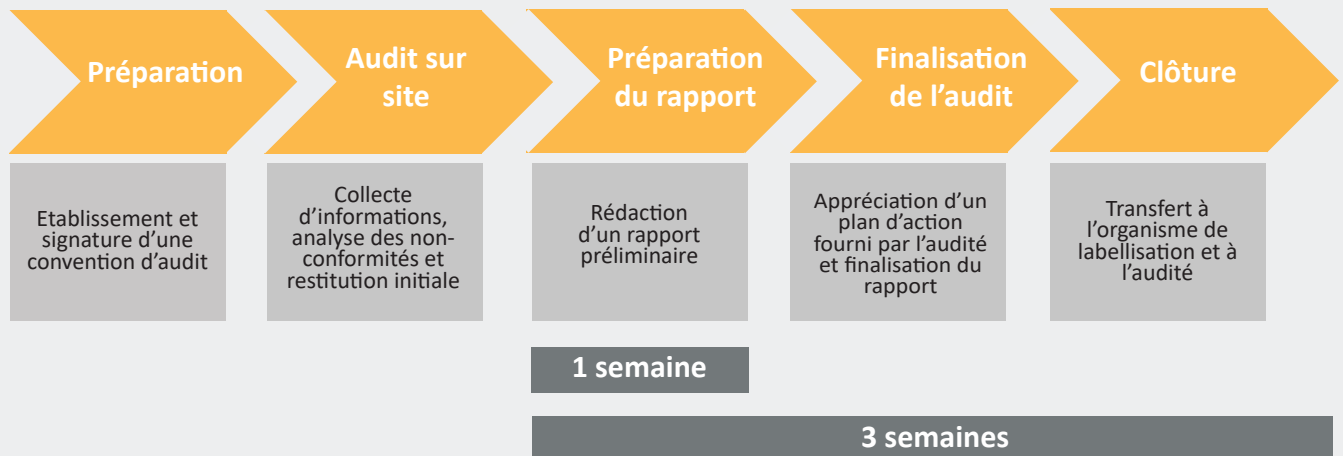 Préparation
Audit sur
site
Préparation
du rapport
Finalisation
de l’audit
Clôture
Etablissement et
signature d’une
convention d’audit
Collecte
d’informations,
analyse des non-
conformités et
restitution initiale
Rédaction
d’un rapport
préliminaire
Appréciation d’un
plan d’action
fourni par l’audité
et finalisation du
rapport
Transfert à
l’organisme de
labellisation et à
l’audité
1 semaine
3 semaines